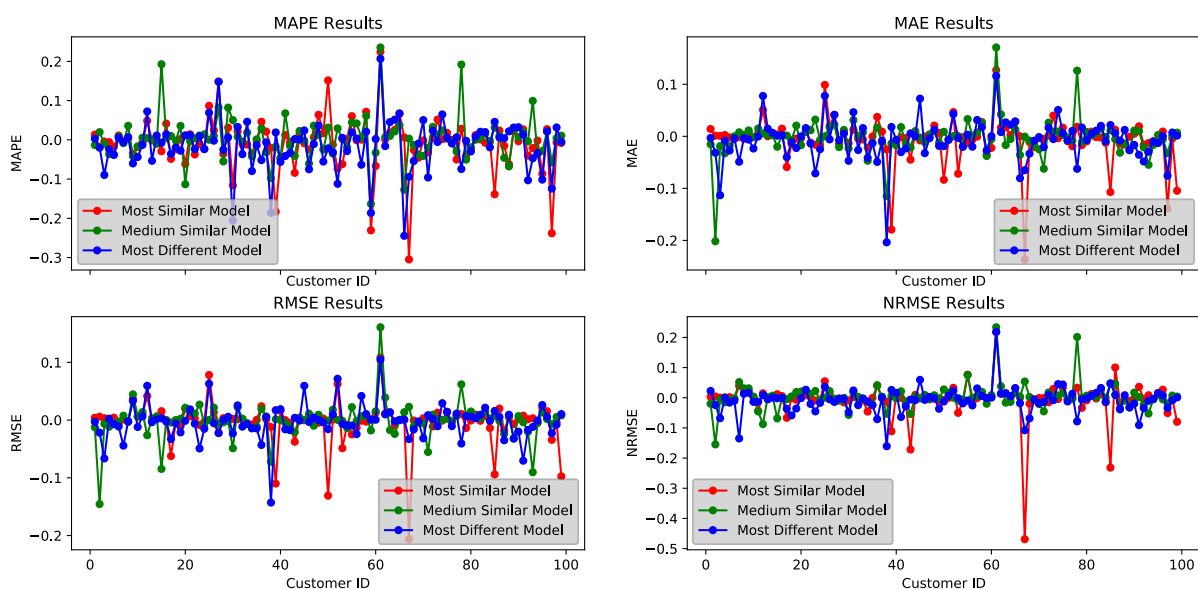 MAPE Results
MAPE
0.2
0.1
0.0
−0.1
−0.2
−0.3
Most Similar Model
Medium Similar Model
Most Different Model
Customer ID
MAE Results
MAE
0.1
0.0
−0.1
−0.2
Most Similar Model
Medium Similar Model
Most Different Model
Customer ID
RMSE Results
RMSE
0.1
0.0
−0.1
−0.2
Most Similar Model
Medium Similar Model
Most Different Model
0 20 40 60 80 100
Customer ID
NRMSE Results
NRMSE
0.2
0.1
0.0
−0.1
−0.2
−0.3
−0.4
−0.5
Most Similar Model
Medium Similar Model
Most Different Model
0 20 40 60 80 100
Customer ID